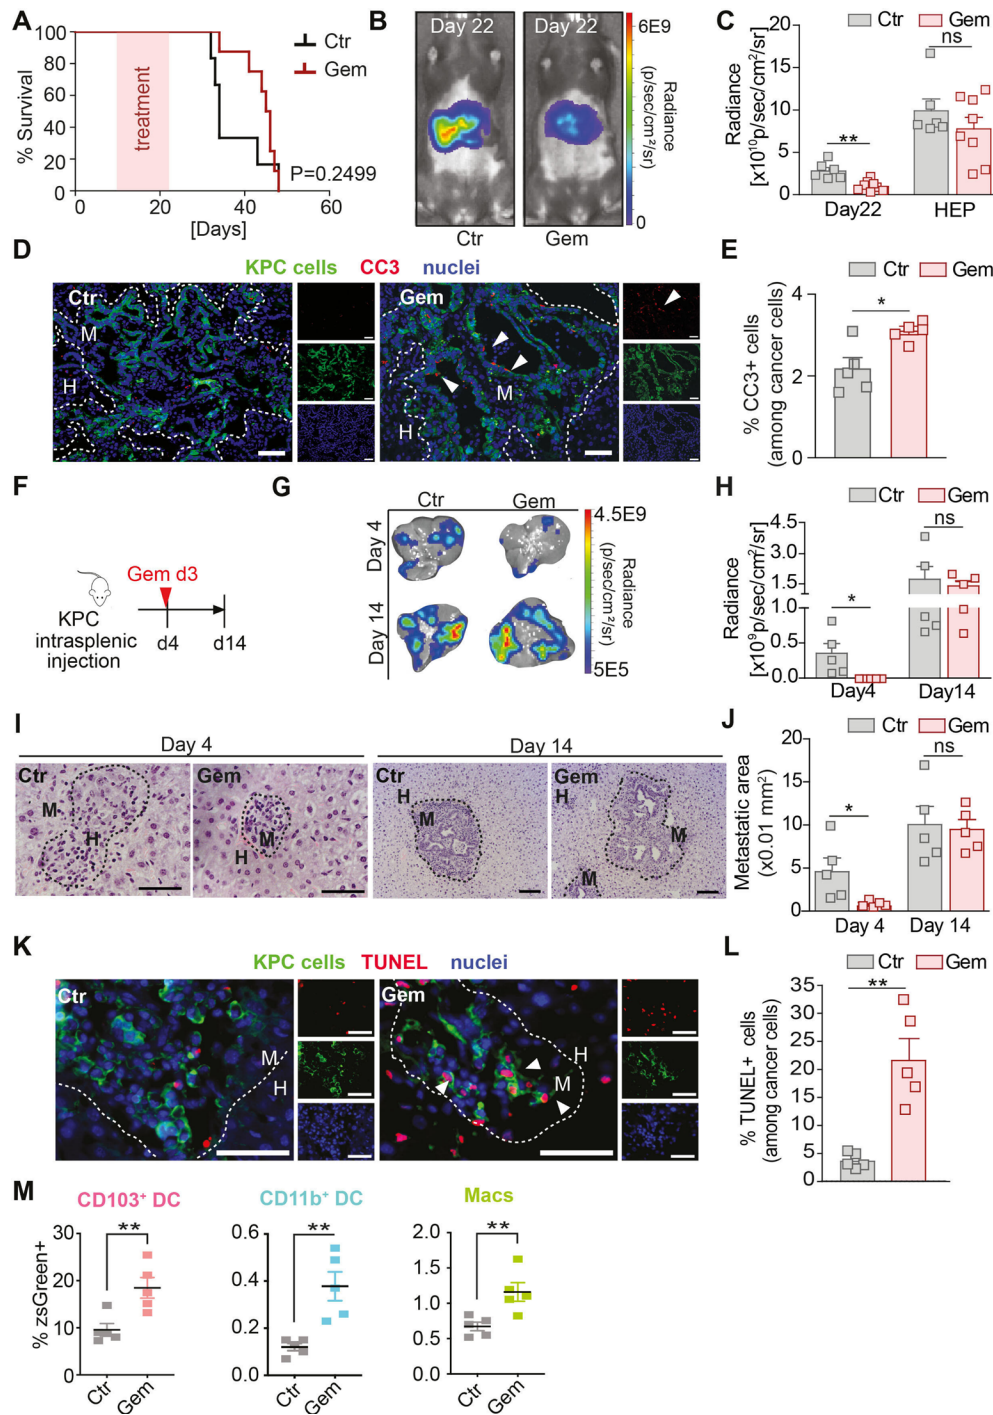 A
% Survival
100
80
60
40
20
0
0
20
40
60
[Days]
treatment
Ctr
Gem
P=0.2499
B
Day 22
Day 22
Ctr
Gem
6E9
Radiance
(p/sec/cm²/sr)
0
C
Ctr
Gem
Radiance
[x10¹⁰p/sec/cm²/sr]
20
15
10
5
0
**
ns
Day22
HEP
D
KPC cells CC3 nuclei
Ctr
M
H
Gem
M
H
E
Ctr
Gem
% CC3+ cells
(among cancer cells)
4
2
0
*
F
Gem d3
KPC
intrasplenic
injection
d4
d14
G
Ctr
Gem
Day 4
Day 14
4.5E9
Radiance
(p/sec/cm²/sr)
5E5
H
Ctr
Gem
Radiance
[x10⁹p/sec/cm²/sr]
4.5
3.0
1.5
1.0
0.5
0.0
*
ns
Day4
Day14
I
Day 4
Day 14
Ctr
M
H
Gem
M
H
Ctr
H
M
Gem
H
M
M
J
Ctr
Gem
Metastatic area
(x0.01 mm²)
20
15
10
5
0
*
ns
Day 4
Day 14
K
KPC cells TUNEL nuclei
Ctr
M
H
Gem
H
M
L
Ctr
Gem
% TUNEL+ cells
(among cancer cells)
35
30
25
20
15
10
5
0
**
M
CD103⁺ DC
% zsGreen+
30
20
10
0
**
Ctr
Gem
CD11b⁺ DC
0.6
0.4
0.2
0.0
**
Ctr
Gem
Macs
2.0
1.5
1.0
0.5
0.0
**
Ctr
Gem